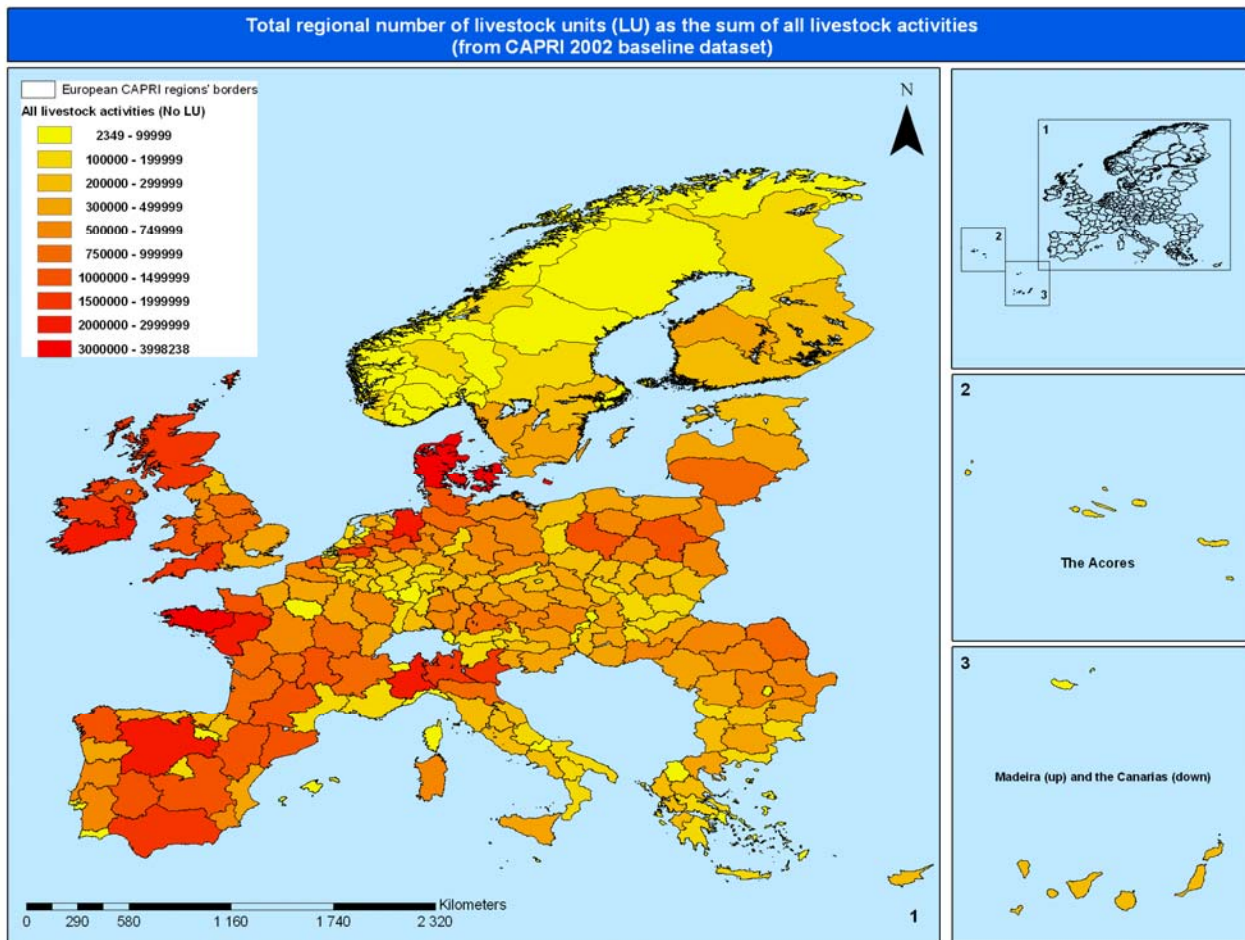 Total regional number of livestock units (LU) as the sum of all livestock activities
(from CAPRI 2002 baseline dataset)
European CAPRI regions' borders
All livestock activities (No LU)
2349 - 99999
100000 - 199999
200000 - 299999
300000 - 499999
500000 - 749999
750000 - 999999
1000000 - 1499999
1500000 - 1999999
2000000 - 2999999
3000000 - 3998238
N
Kilometers
0 290 580 1 160 1 740 2 320
1
1
2
3
2
The Acores
3
Madeira (up) and the Canarias (down)